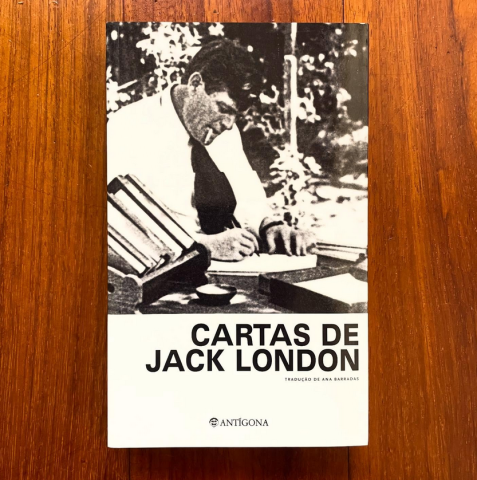 CARTAS DE
JACK LONDON
TRADUÇÃO DE ANA BARRADAS
ANTÍGONA